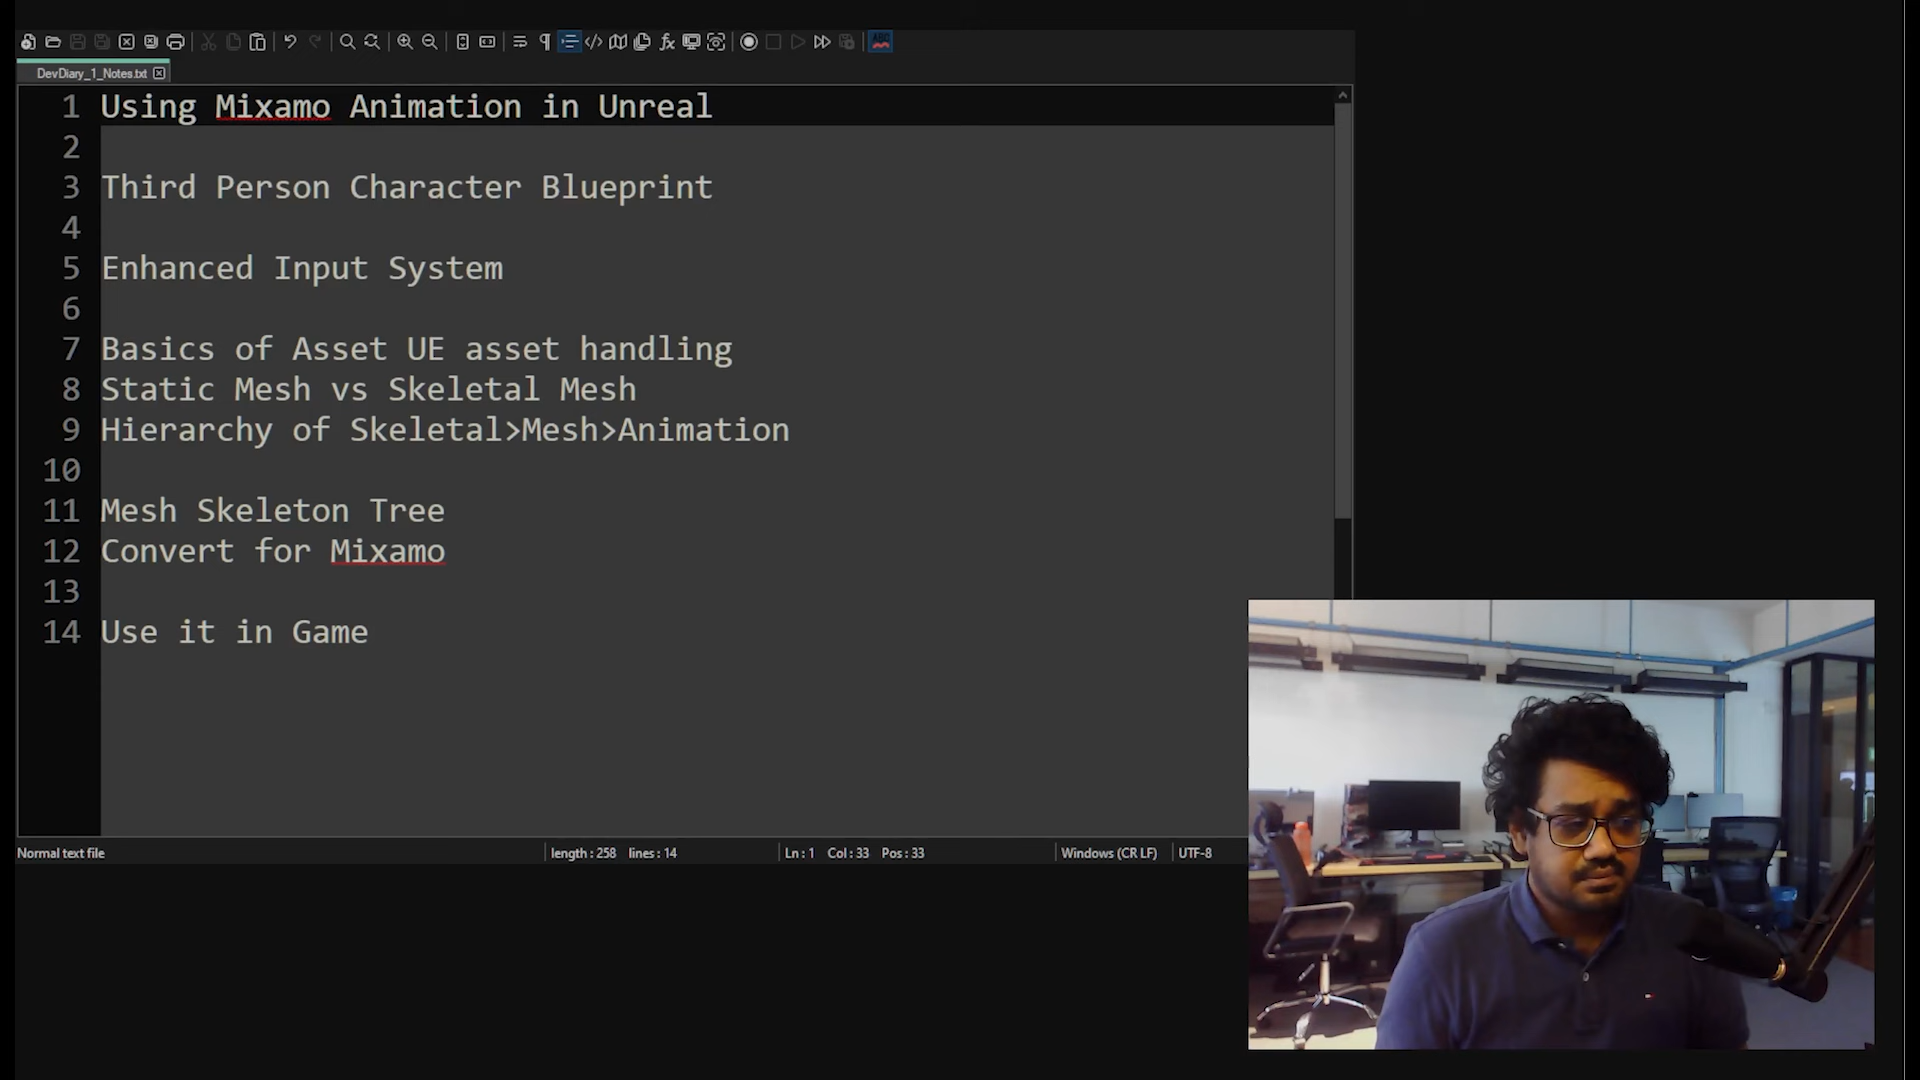 DevDiary_1_Notes.txt
1 Using Mixamo Animation in Unreal
2
3 Third Person Character Blueprint
4
5 Enhanced Input System
6
7 Basics of Asset UE asset handling
8 Static Mesh vs Skeletal Mesh
9 Hierarchy of Skeletal>Mesh>Animation
10
11 Mesh Skeleton Tree
12 Convert for Mixamo
13
14 Use it in Game
Normal text file length : 258 lines : 14 Ln : 1 Col : 33 Pos : 33 Windows (CR LF) UTF-8